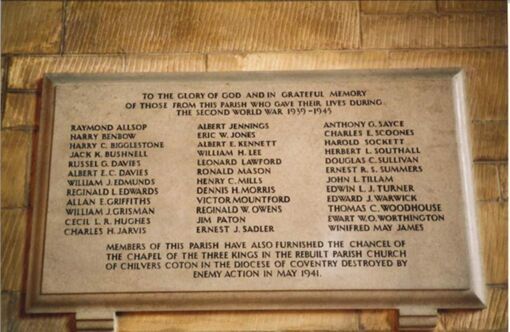 TO THE GLORY OF GOD AND IN GRATEFUL MEMORY
OF THOSE FROM THIS PARISH WHO GAVE THEIR LIVES DURING
THE SECOND WORLD WAR 1939-1945
RAYMOND ALLSOP
HARRY BENBOW
HARRY C. BIGGLESTONE
JACK K. BUSHNELL
RUSSEL G. DAVIES
ALBERT E. C. DAVIES
WILLIAM J. EDMUNDS
REGINALD L. EDWARDS
ALLAN E. GRIFFITHS
WILLIAM J. GRISMAN
CECIL L. R. HUGHES
CHARLES H. JARVIS
ALBERT JENNINGS
ERIC W. JONES
ALBERT E. KENNETT
WILLIAM H. LEE
LEONARD LAWFORD
RONALD MASON
HENRY C. MILLS
DENNIS H. MORRIS
VICTOR MOUNTFORD
REGINALD W. OWENS
JIM PATON
ERNEST J. SADLER
ANTHONY G. SAYCE
CHARLES E. SCOONES
HAROLD SOCKETT
HERBERT L. SOUTHALL
DOUGLAS C. SULLIVAN
ERNEST R. S. SUMMERS
JOHN L. TILLAM
EDWIN L. J. TURNER
EDWARD J. WARWICK
THOMAS C. WOODHOUSE
EWART W. O. WORTHINGTON
WINIFRED MAY JAMES
MEMBERS OF THIS PARISH HAVE ALSO FURNISHED THE CHANCEL OF
THE CHAPEL OF THE THREE KINGS IN THE REBUILT PARISH CHURCH
OF CHILVERS COTON IN THE DIOCESE OF COVENTRY DESTROYED BY
ENEMY ACTION IN MAY 1941.